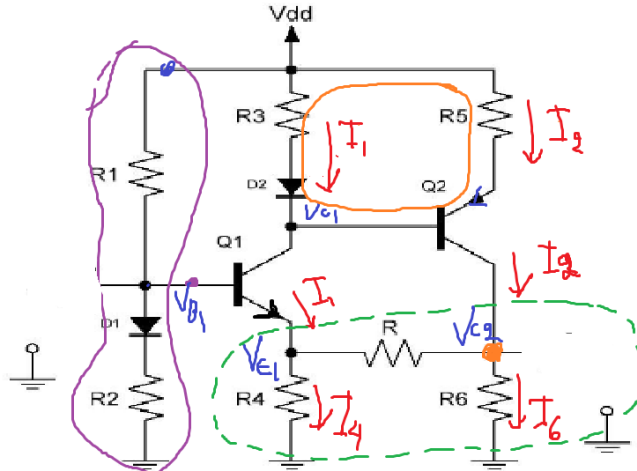 Vdd
R3
I1
R5
I2
R1
D2
Vc1
Q2
Q1
VB1
I1
I2
D1
R
Vc2
VE1
R2
R4
I4
R6
I6